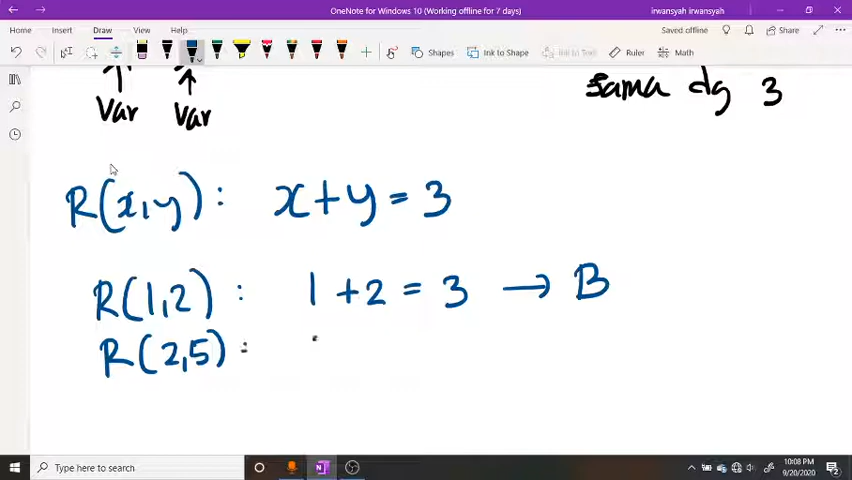 OneNote for Windows 10 (Working offline for 7 days)
irwansyah irwansyah
Home Insert Draw View Help
Saved offline
Share
Shapes Ink to Shape Ink to Text Ruler Math
Var Var
sama dg 3
R(x,y) : x+y=3
R(1,2) : 1+2=3 → B
R(2,5) :
Type here to search
10:08 PM
9/20/2020